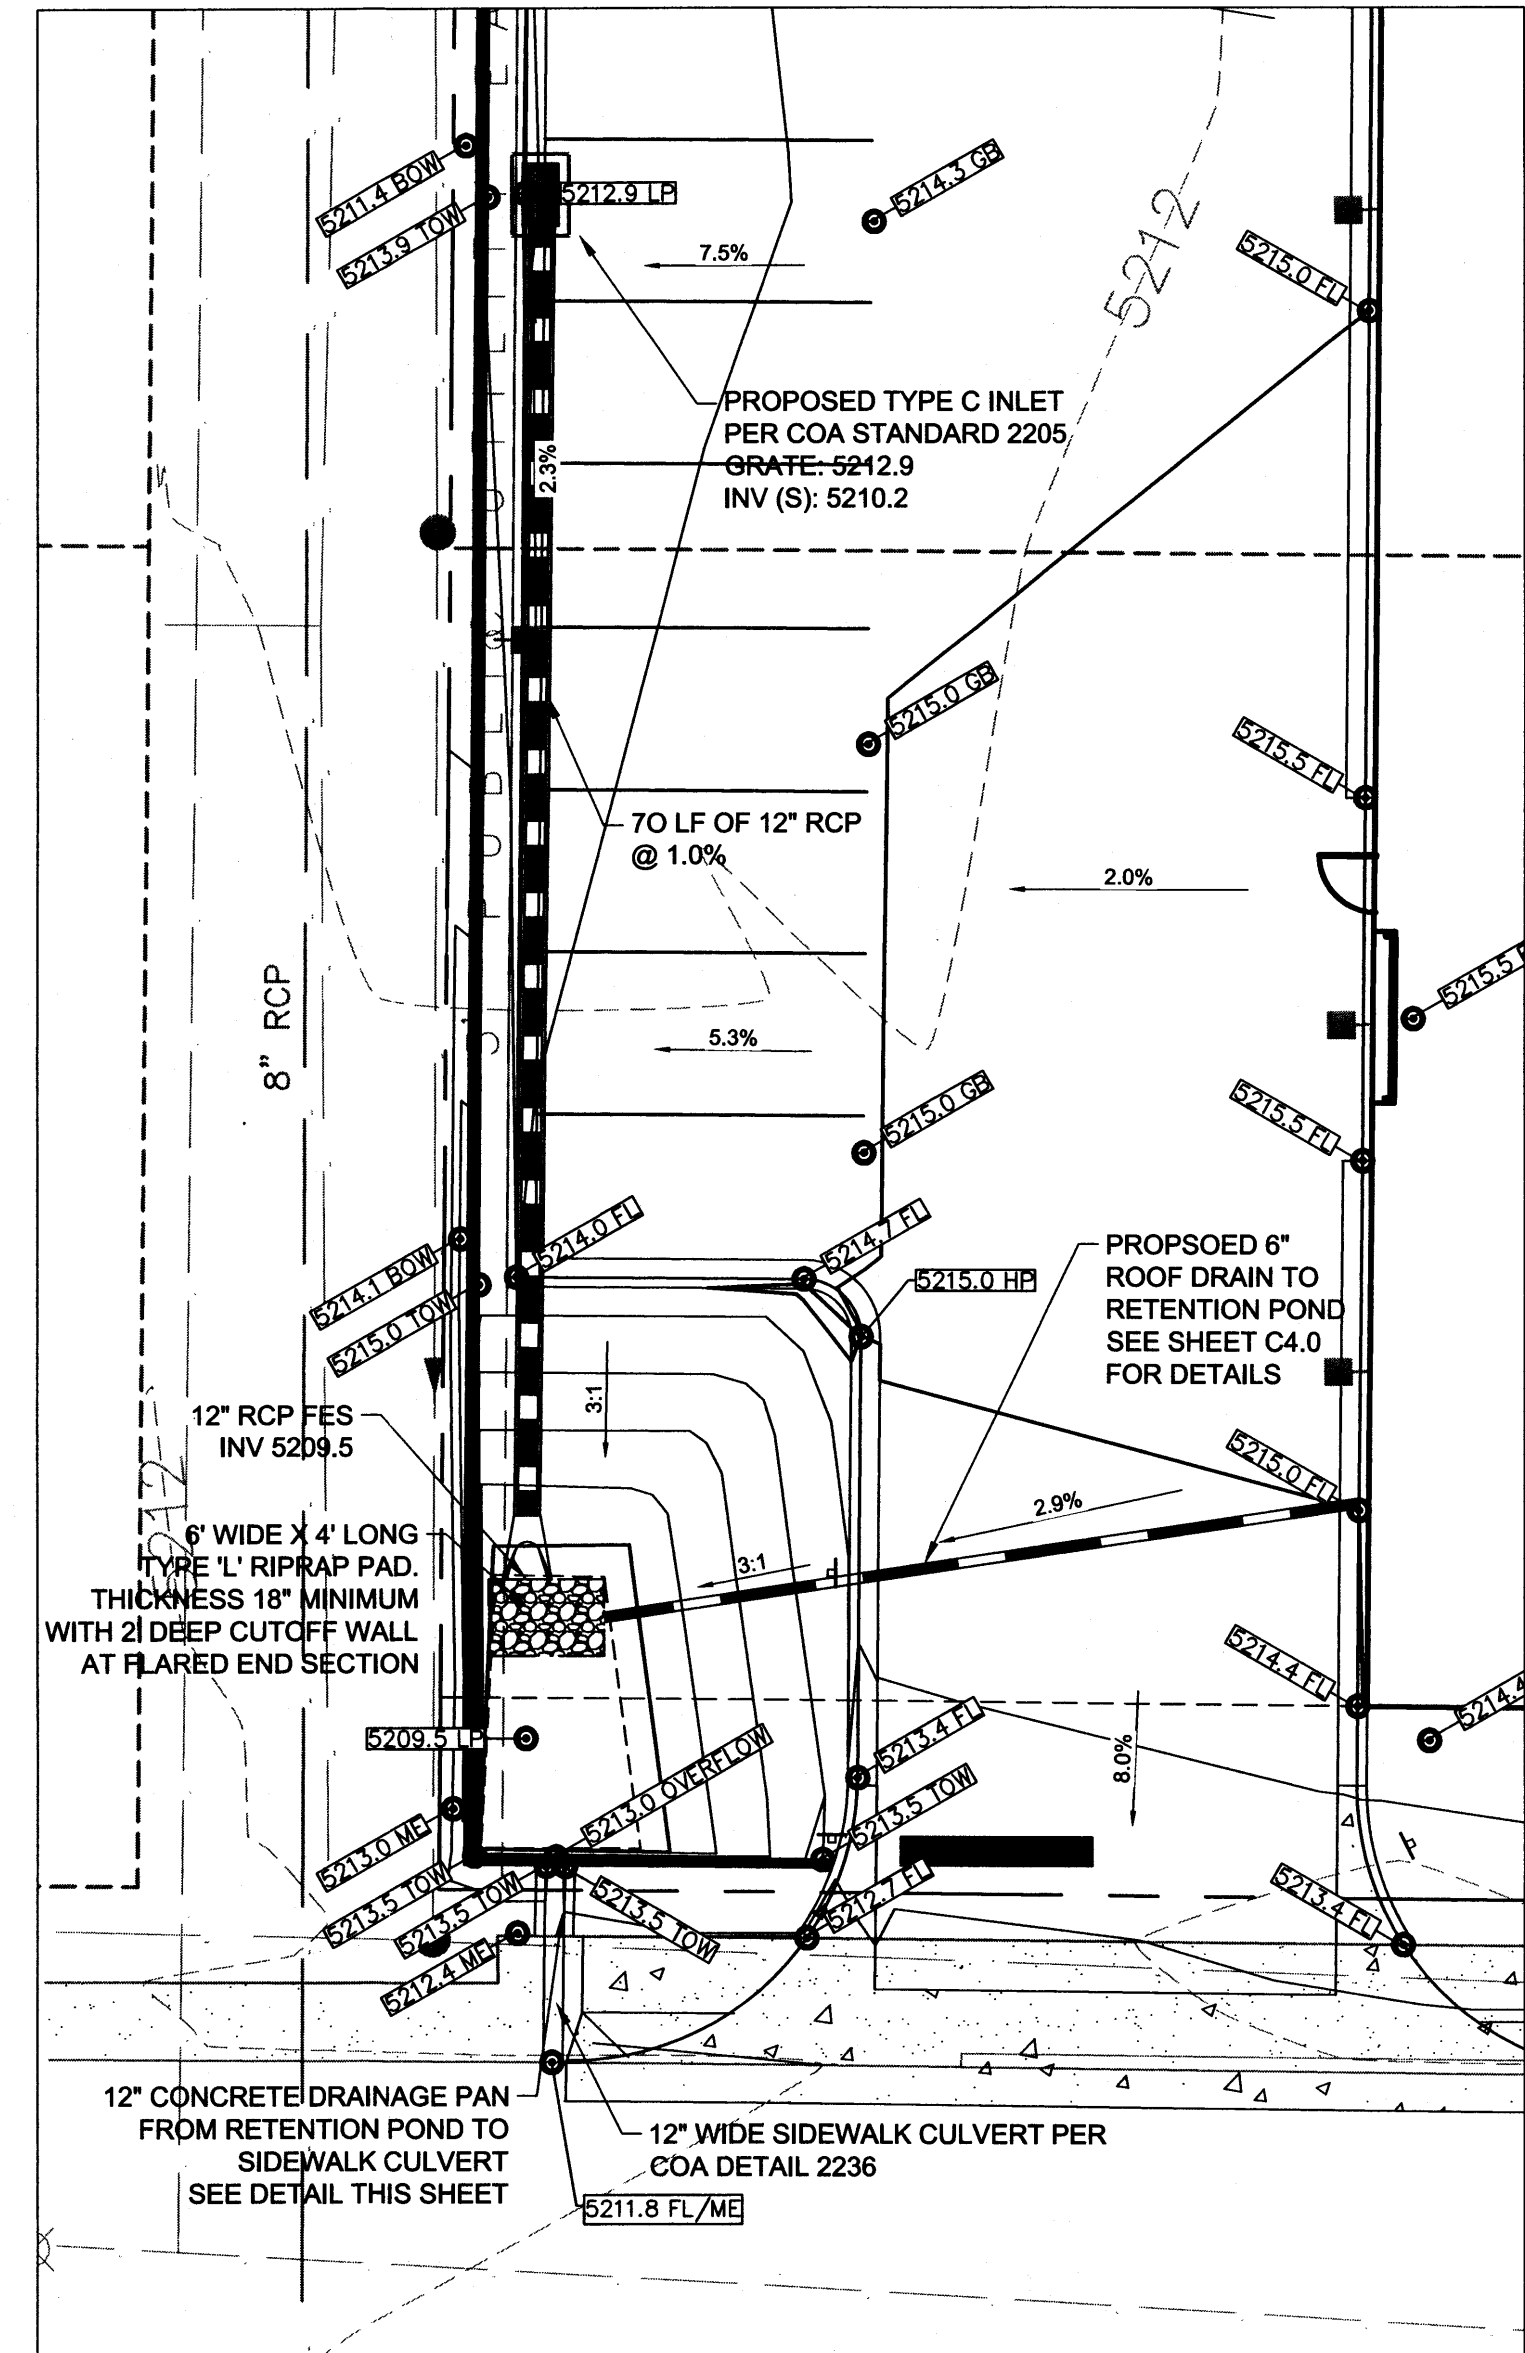 5211.4 BOW
5213.9 TOW
5212.9 LP
5214.3 GB
7.5%
5212
5215.0 FL
PROPOSED TYPE C INLET
PER COA STANDARD 2205
GRATE: 5212.9
INV (S): 5210.2
2.3%
5215.0 GB
5215.5 FL
7O LF OF 12" RCP
@ 1.0%
2.0%
8" RCP
5215.5
5.3%
5215.0 GB
5215.5 FL
5214.0 FL
5214.7 FL
5214.1 BOW
5215.0 TOW
5215.0 HP
PROPSOED 6"
ROOF DRAIN TO
RETENTION POND
SEE SHEET C4.0
FOR DETAILS
3:1
12" RCP FES
INV 5209.5
5212
5215.0 FL
2.9%
6' WIDE X 4' LONG
TYPE 'L' RIPRAP PAD.
THICKNESS 18" MINIMUM
WITH 2' DEEP CUTOFF WALL
AT FLARED END SECTION
3:1
5214.4 FL
5209.5 LP
5213.4 FL
5214.4
8.0%
5213.0 OVERFLOW
5213.5 TOW
5213.0 ME
5213.5 TOW
5213.5 TOW
5213.5 TOW
5212.7 FL
5213.4 FL
5212.4 ME
12" CONCRETE DRAINAGE PAN
FROM RETENTION POND TO
SIDEWALK CULVERT
SEE DETAIL THIS SHEET
12" WIDE SIDEWALK CULVERT PER
COA DETAIL 2236
5211.8 FL/ME